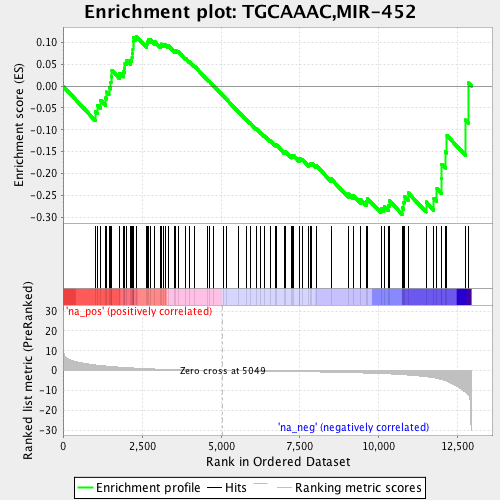 Enrichment plot: TGCAAAC,MIR-452
Enrichment score (ES)
0.10
0.05
0.00
-0.05
-0.10
-0.15
-0.20
-0.25
-0.30
'na_pos' (positively correlated)
Ranked list metric (PreRanked)
30
20
10
0
-10
-20
-30
Zero cross at 5049
'na_neg' (negatively correlated)
0
2,500
5,000
7,500
10,000
12,500
Rank in Ordered Dataset
Enrichment profile
Hits
Ranking metric scores